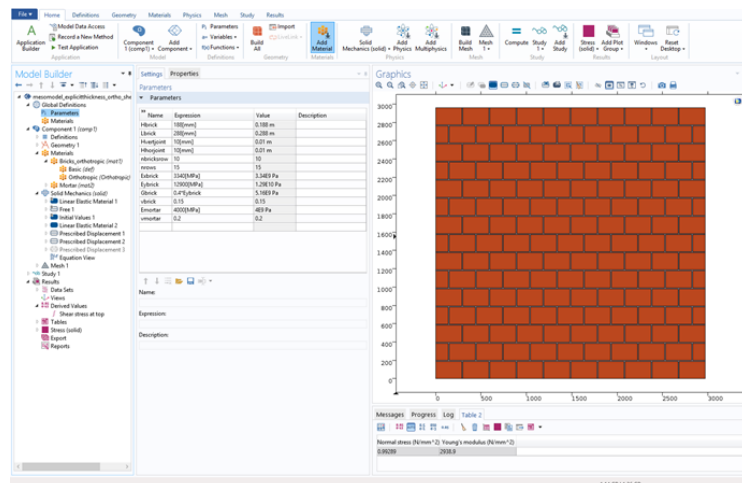 File Home Definitions Geometry Materials Physics Mesh Study Results
Application Builder
Model Data Access
Record a New Method
Test Application
Application
Component 1 (comp1)
Add Component
Model
Parameters
Variables
Functions
Definitions
Build All
Import
LiveLink
Geometry
Add Material
Materials
Solid Mechanics (solid)
Add Physics
Add Multiphysics
Physics
Build Mesh
Mesh 1
Mesh
Compute
Study 1
Add Study
Study
Stress (solid)
Add Plot Group
Results
Windows
Reset Desktop
Layout
Model Builder
mesomodel_explicitthickness_ortho_she
Global Definitions
Parameters
Materials
Component 1 (comp1)
Definitions
Geometry 1
Materials
Bricks_orthotropic (mat1)
Basic (def)
Orthotropic (Orthotropic)
Mortar (mat2)
Solid Mechanics (solid)
Linear Elastic Material 1
Free 1
Initial Values 1
Linear Elastic Material 2
Prescribed Displacement 1
Prescribed Displacement 2
Prescribed Displacement 3
Equation View
Mesh 1
Study 1
Results
Data Sets
Views
Derived Values
Shear stress at top
Tables
Stress (solid)
Export
Reports
Settings Properties
Parameters
Parameters
Name Expression Value Description
Hbrick 188[mm] 0.188 m
Lbrick 288[mm] 0.288 m
Hvertjoint 10[mm] 0.01 m
Hhorjoint 10[mm] 0.01 m
nbricksrow 10 10
nrows 15 15
Exbrick 3340[MPa] 3.34E9 Pa
Eybrick 12900[MPa] 1.29E10 Pa
Gbrick 0.4*Eybrick 5.16E9 Pa
vbrick 0.15 0.15
Emortar 4000[MPa] 4E9 Pa
vmortar 0.2 0.2
Name:
Expression:
Description:
Graphics
3000
2800
2600
2400
2200
2000
1800
1600
1400
1200
1000
800
600
400
200
0
0 500 1000 1500 2000 2500 3000
Messages Progress Log Table 2
Normal stress (N/mm^2) Young's modulus (N/mm^2)
0.99289 2938.9